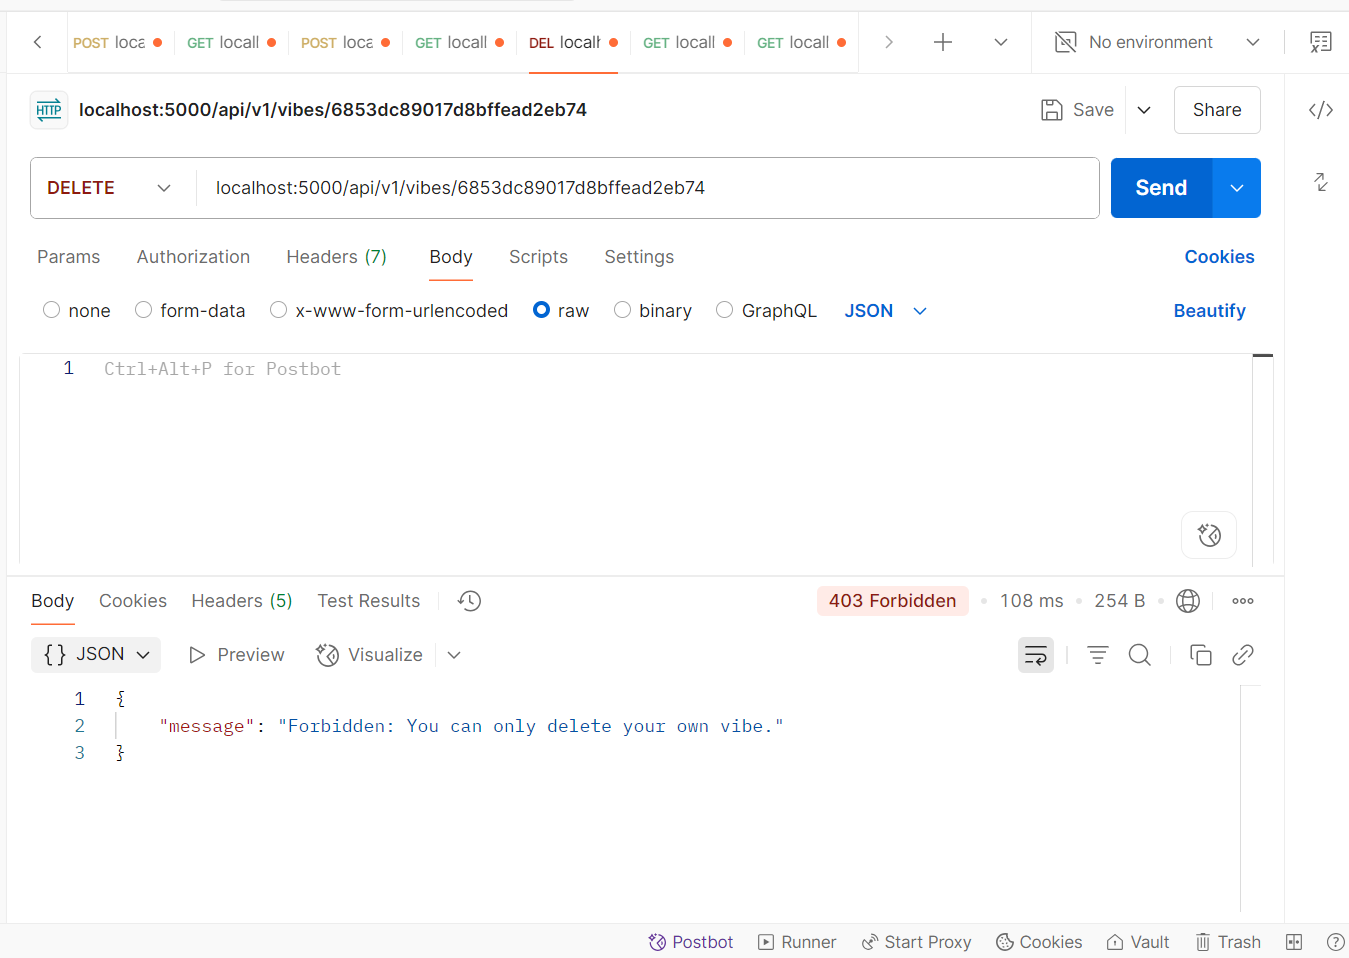 POST loca GET locall POST loca GET locall DEL localh GET locall GET locall No environment
HTTP localhost:5000/api/v1/vibes/6853dc89017d8bffead2eb74 Save Share
DELETE localhost:5000/api/v1/vibes/6853dc89017d8bffead2eb74 Send
Params Authorization Headers (7) Body Scripts Settings Cookies
none form-data x-www-form-urlencoded raw binary GraphQL JSON Beautify
1 Ctrl+Alt+P for Postbot
Body Cookies Headers (5) Test Results 403 Forbidden 108 ms 254 B
{} JSON Preview Visualize
1 {
2 "message": "Forbidden: You can only delete your own vibe."
3 }
Postbot Runner Start Proxy Cookies Vault Trash